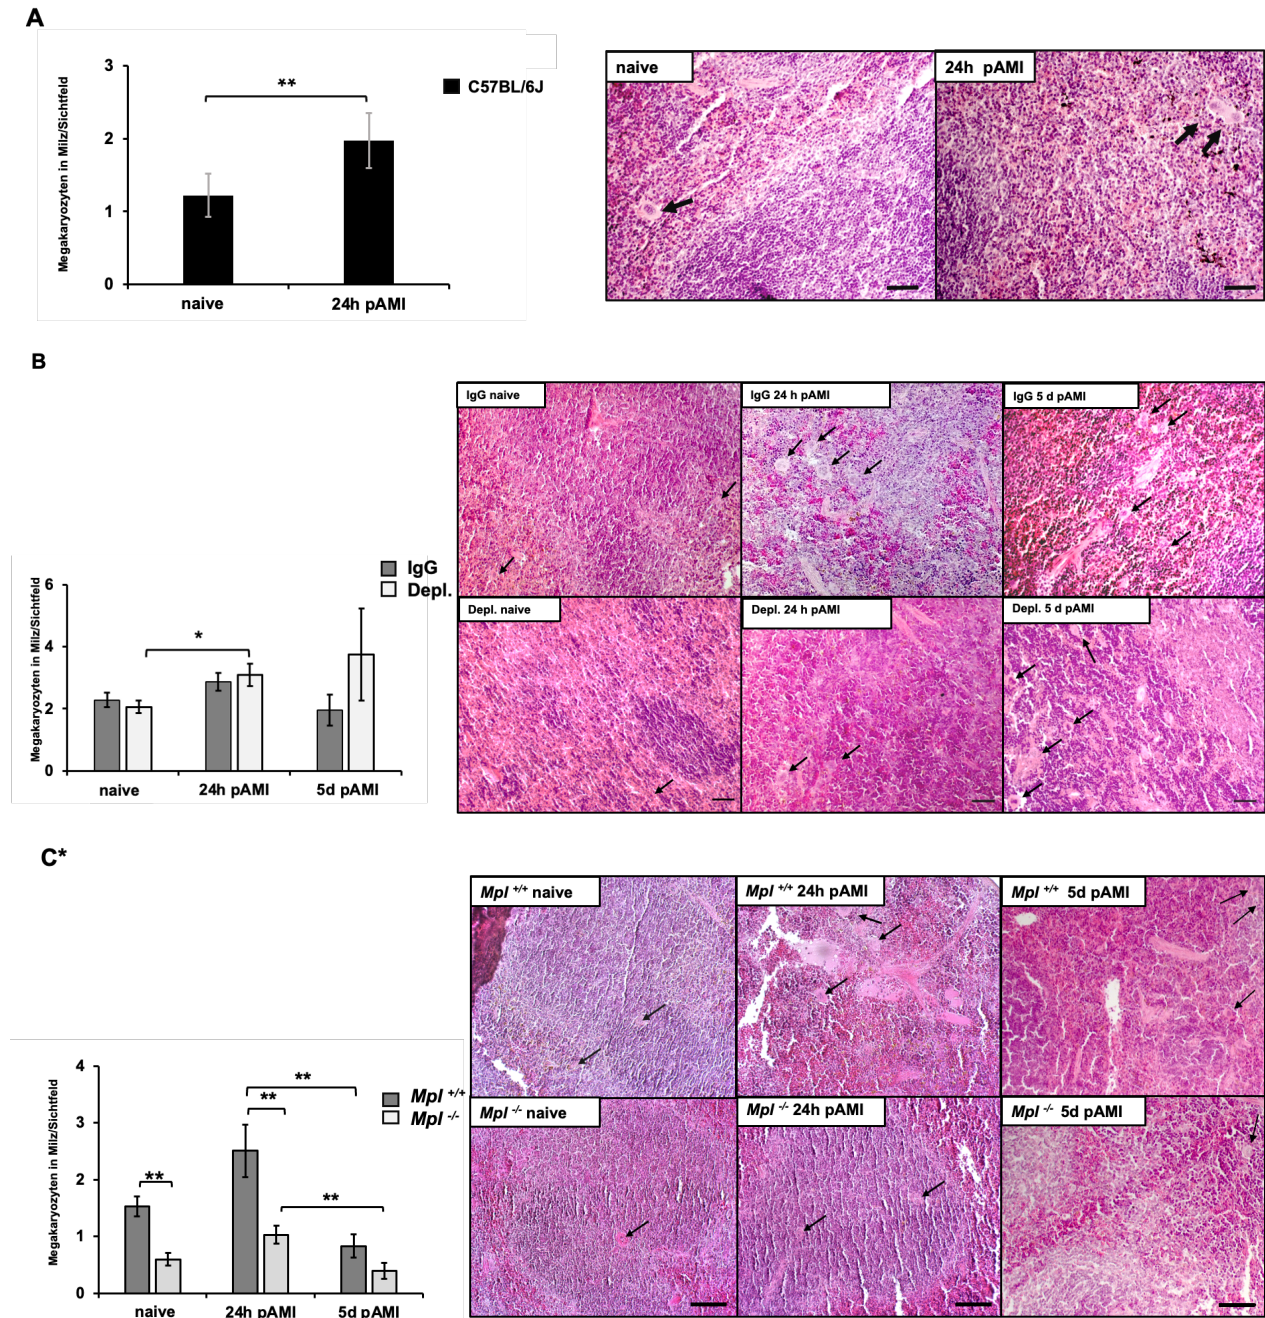 A
Megakaryozyten in Milz/Sichtfeld
3
2
1
0
**
C57BL/6J
naive
24h pAMI
naive
24h pAMI
B
Megakaryozyten in Milz/Sichtfeld
6
4
2
0
*
IgG
Depl.
naive
24h pAMI
5d pAMI
IgG naive
IgG 24 h pAMI
IgG 5 d pAMI
Depl. naive
Depl. 24 h pAMI
Depl. 5 d pAMI
C*
Megakaryozyten in Milz/Sichtfeld
4
3
2
1
0
**
**
**
**
Mpl +/+
Mpl -/-
naive
24h pAMI
5d pAMI
Mpl +/+ naive
Mpl +/+ 24h pAMI
Mpl +/+ 5d pAMI
Mpl -/- naive
Mpl -/- 24h pAMI
Mpl -/- 5d pAMI